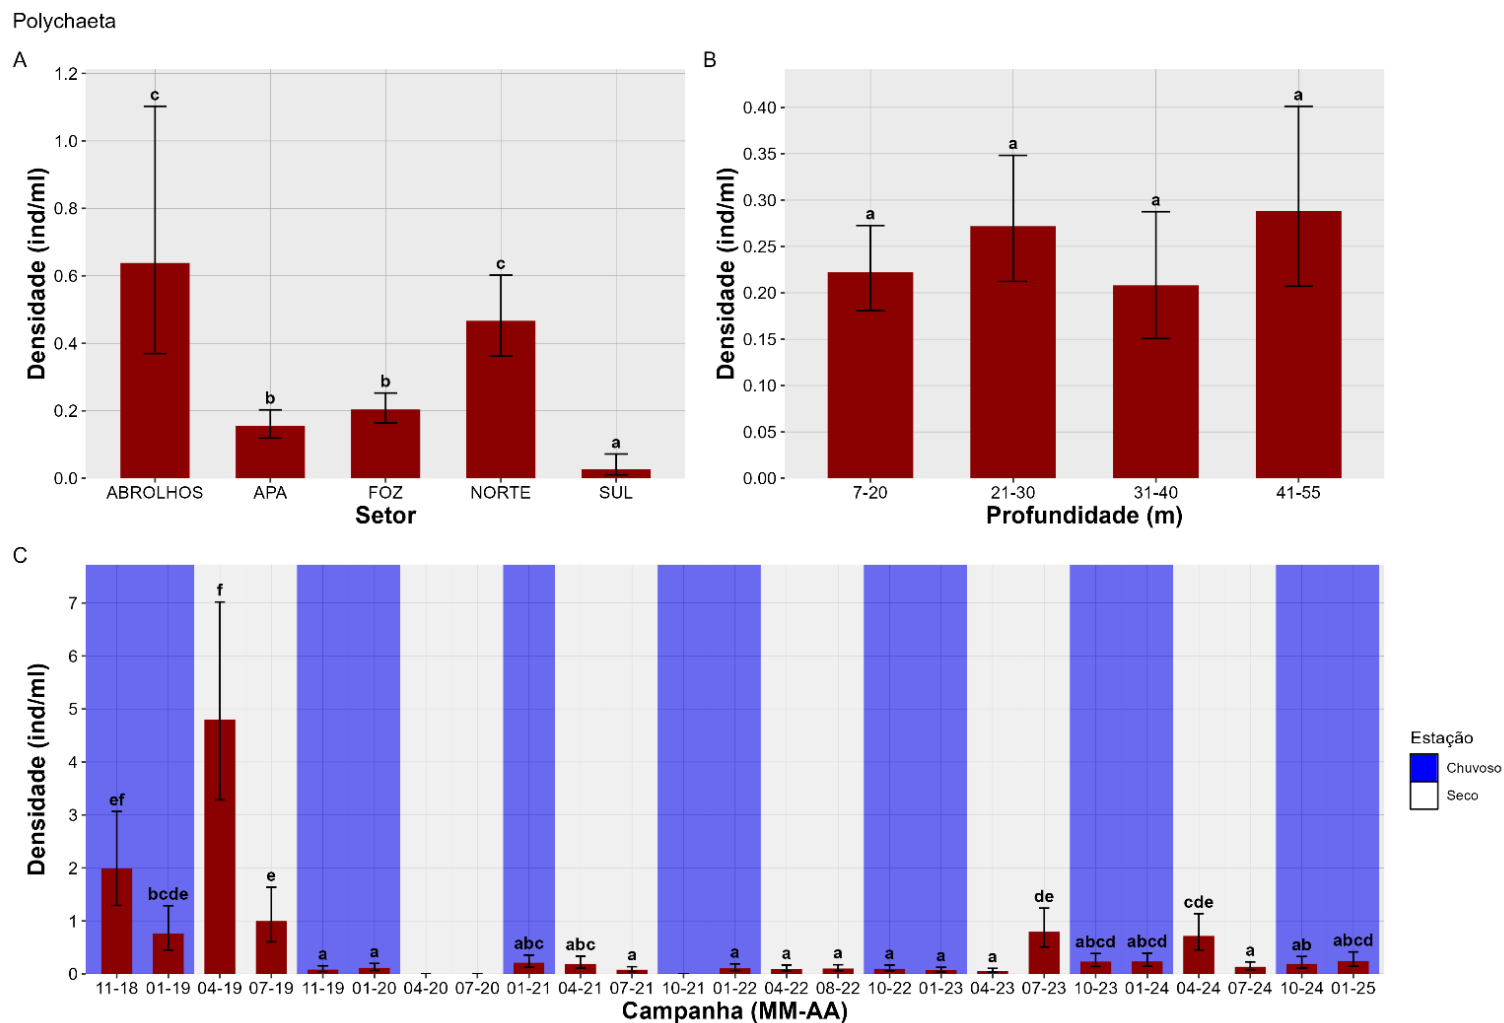 Polychaeta
A
Densidade (ind/ml)
1.2
1.0
0.8
0.6
0.4
0.2
0.0
c
b
b
c
a
ABROLHOS APA FOZ NORTE SUL
Setor
B
Densidade (ind/ml)
0.40
0.35
0.30
0.25
0.20
0.15
0.10
0.05
0.00
a
a
a
a
7-20 21-30 31-40 41-55
Profundidade (m)
C
Densidade (ind/ml)
7
6
5
4
3
2
1
0
ef
bcde
f
e
a
a
abc
abc
a
a
a
a
a
a
a
de
abcd
abcd
cde
a
ab
abcd
11-18 01-19 04-19 07-19 11-19 01-20 04-20 07-20 01-21 04-21 07-21 10-21 01-22 04-22 08-22 10-22 01-23 04-23 07-23 10-23 01-24 04-24 07-24 10-24 01-25
Campanha (MM-AA)
Estação
Chuvoso
Seco